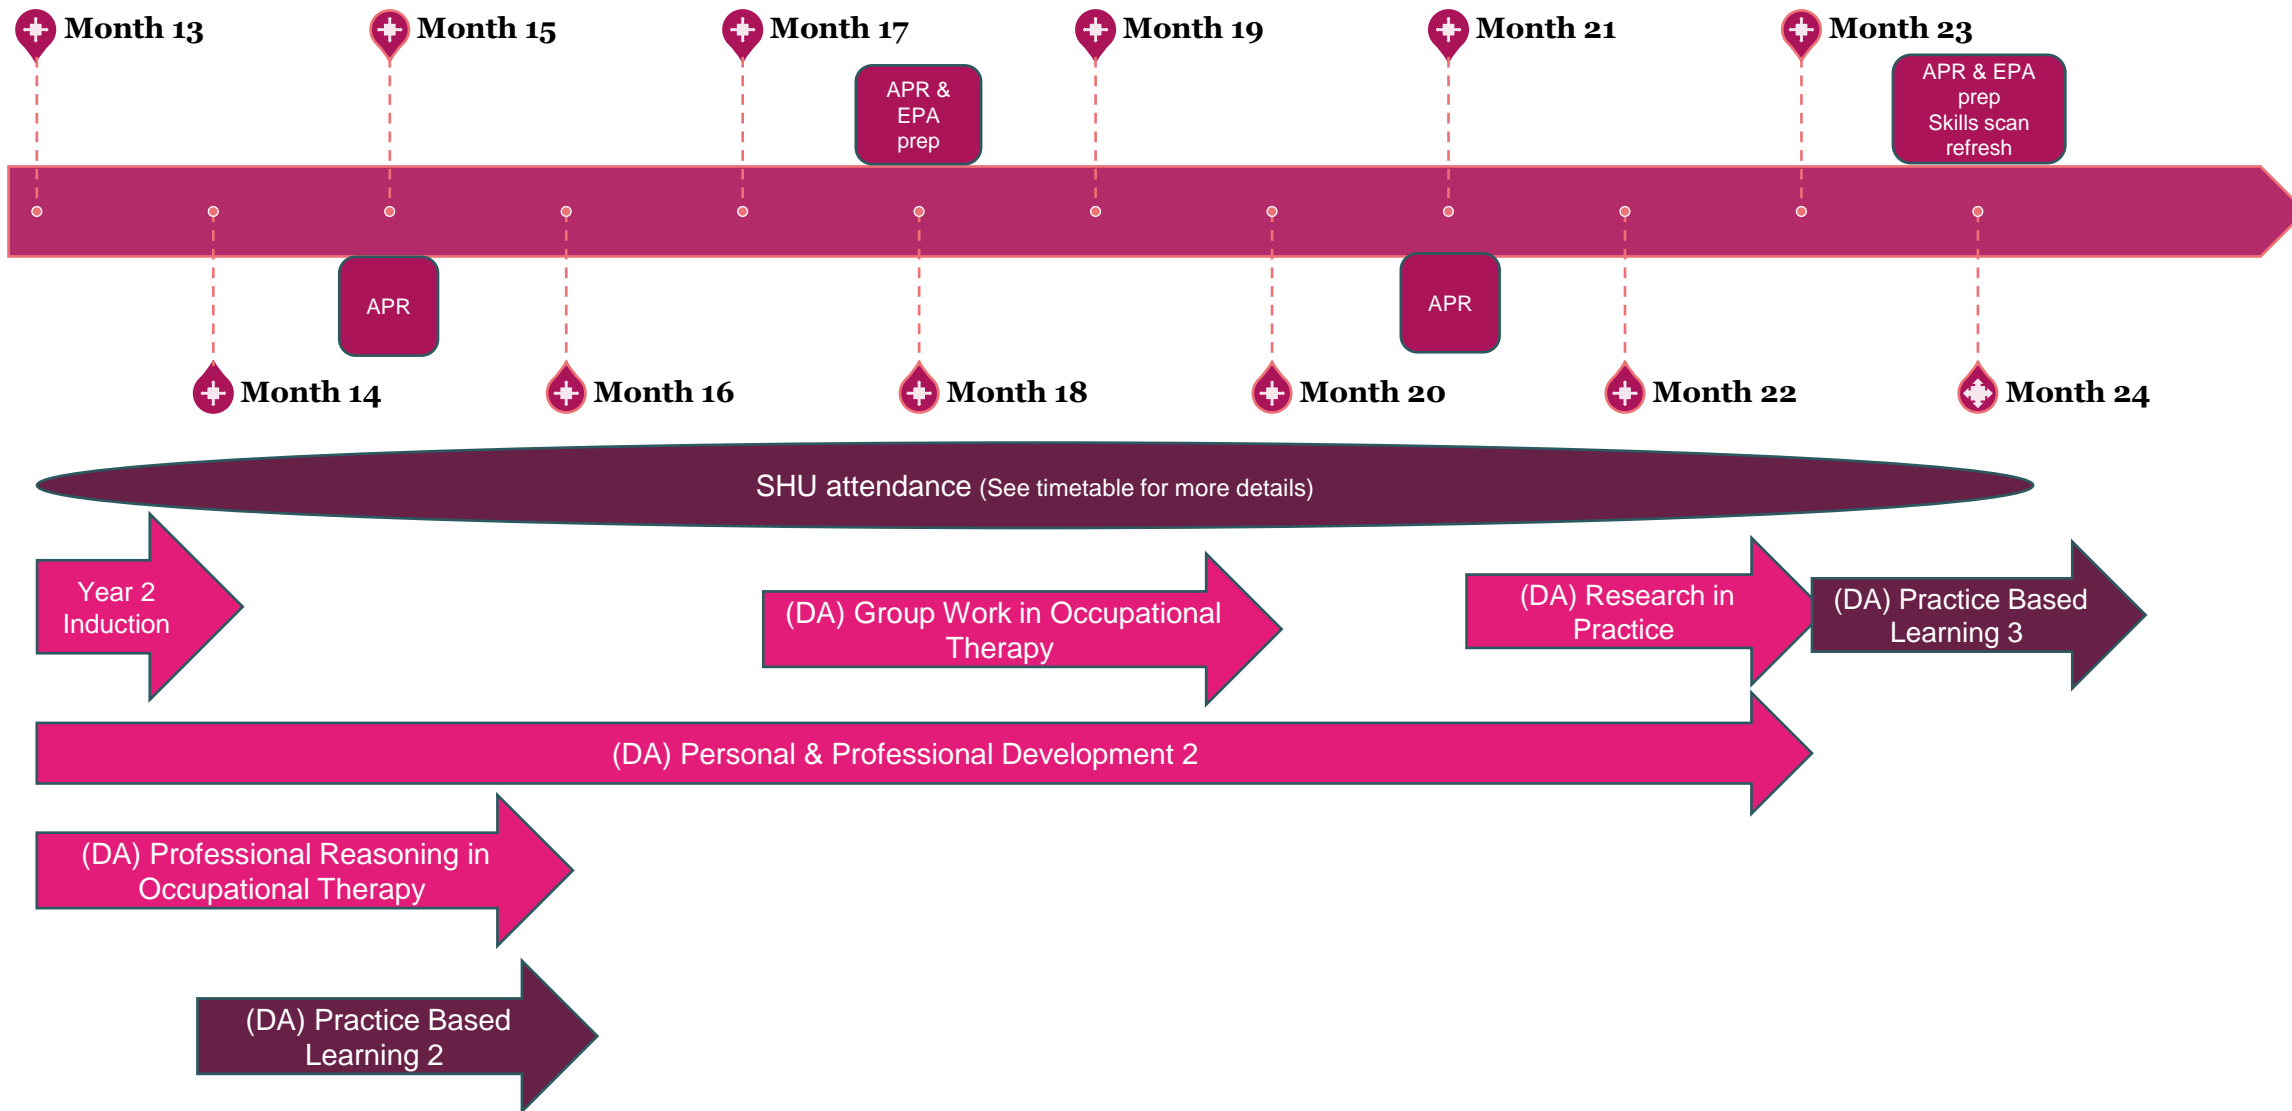 Month 13
Month 15
Month 17
Month 19
Month 21
Month 23
APR &
EPA
prep
APR & EPA
prep
Skills scan
refresh
APR
APR
Month 14
Month 16
Month 18
Month 20
Month 22
Month 24
SHU attendance (See timetable for more details)
Year 2
Induction
(DA) Group Work in Occupational
Therapy
(DA) Research in
Practice
(DA) Practice Based
Learning 3
(DA) Personal & Professional Development 2
(DA) Professional Reasoning in
Occupational Therapy
(DA) Practice Based
Learning 2